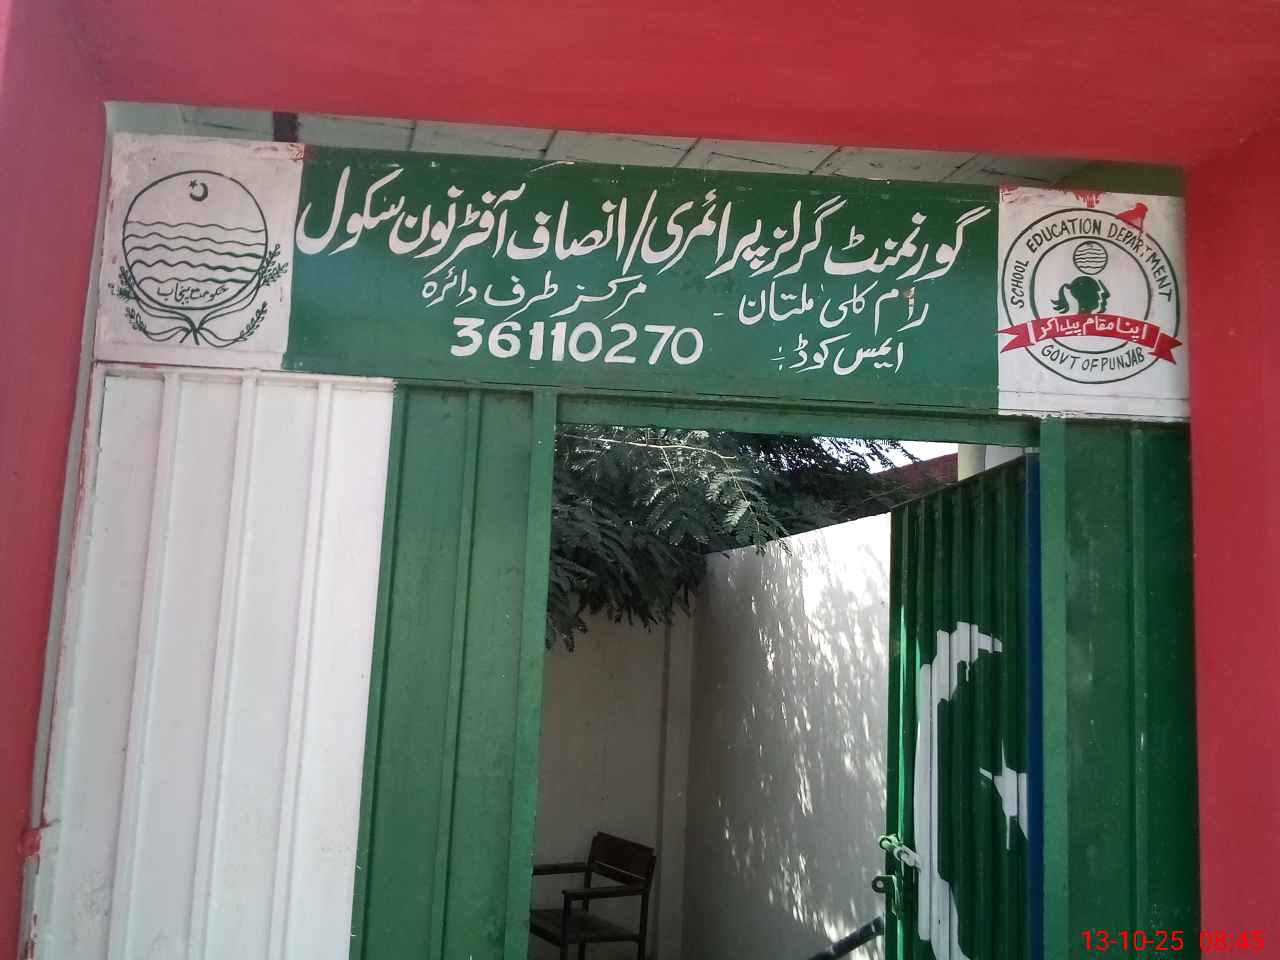 گورنمنٹ گرلز پرائمری/انصاف آفٹرنون سکول
رام کلی ملتان - مرکز طرف دائرہ
ایمس کوڈ: 36110270
حکومت پنجاب
SCHOOL EDUCATION DEPARTMENT
اپنا مقام پیدا کر
GOVT OF PUNJAB
13-10-25 08:45